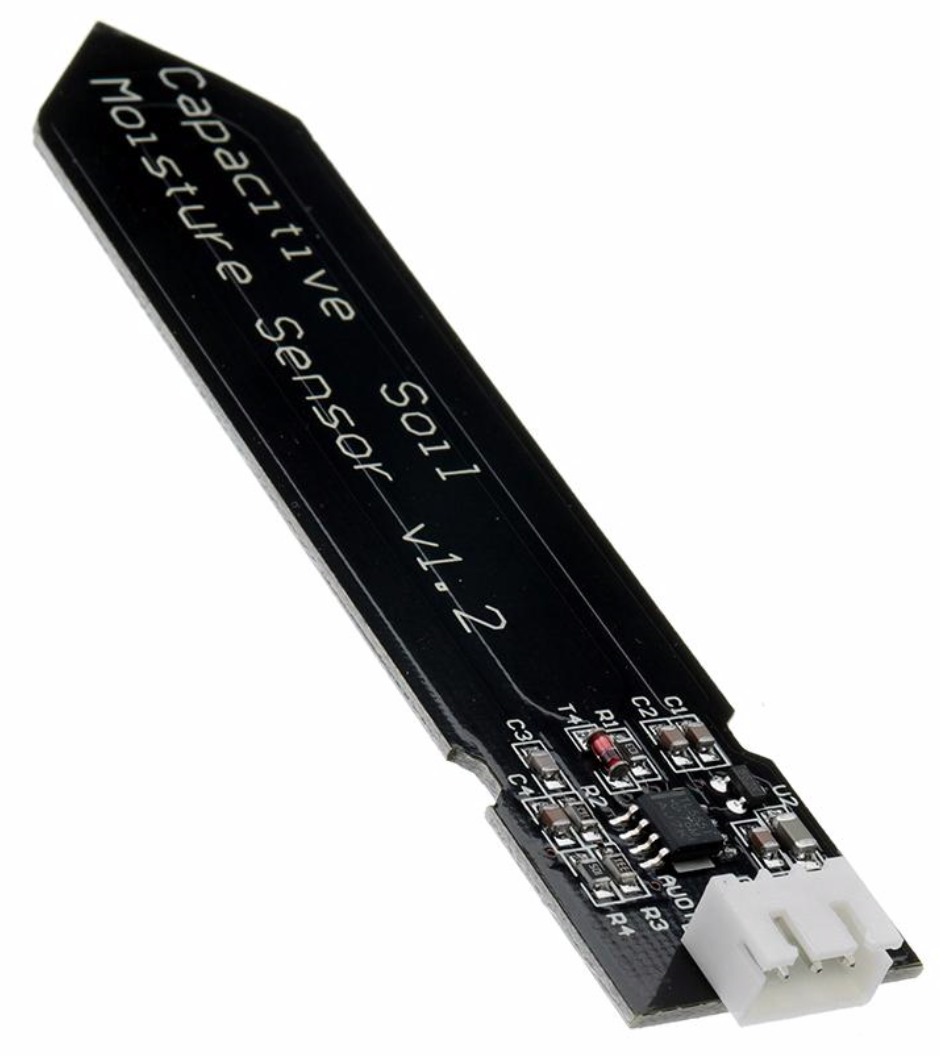 Capacitive Soil
Moisture Sensor v1.2
C1
C2
R1
T4
C3
C4
R2
U2
R3
R4